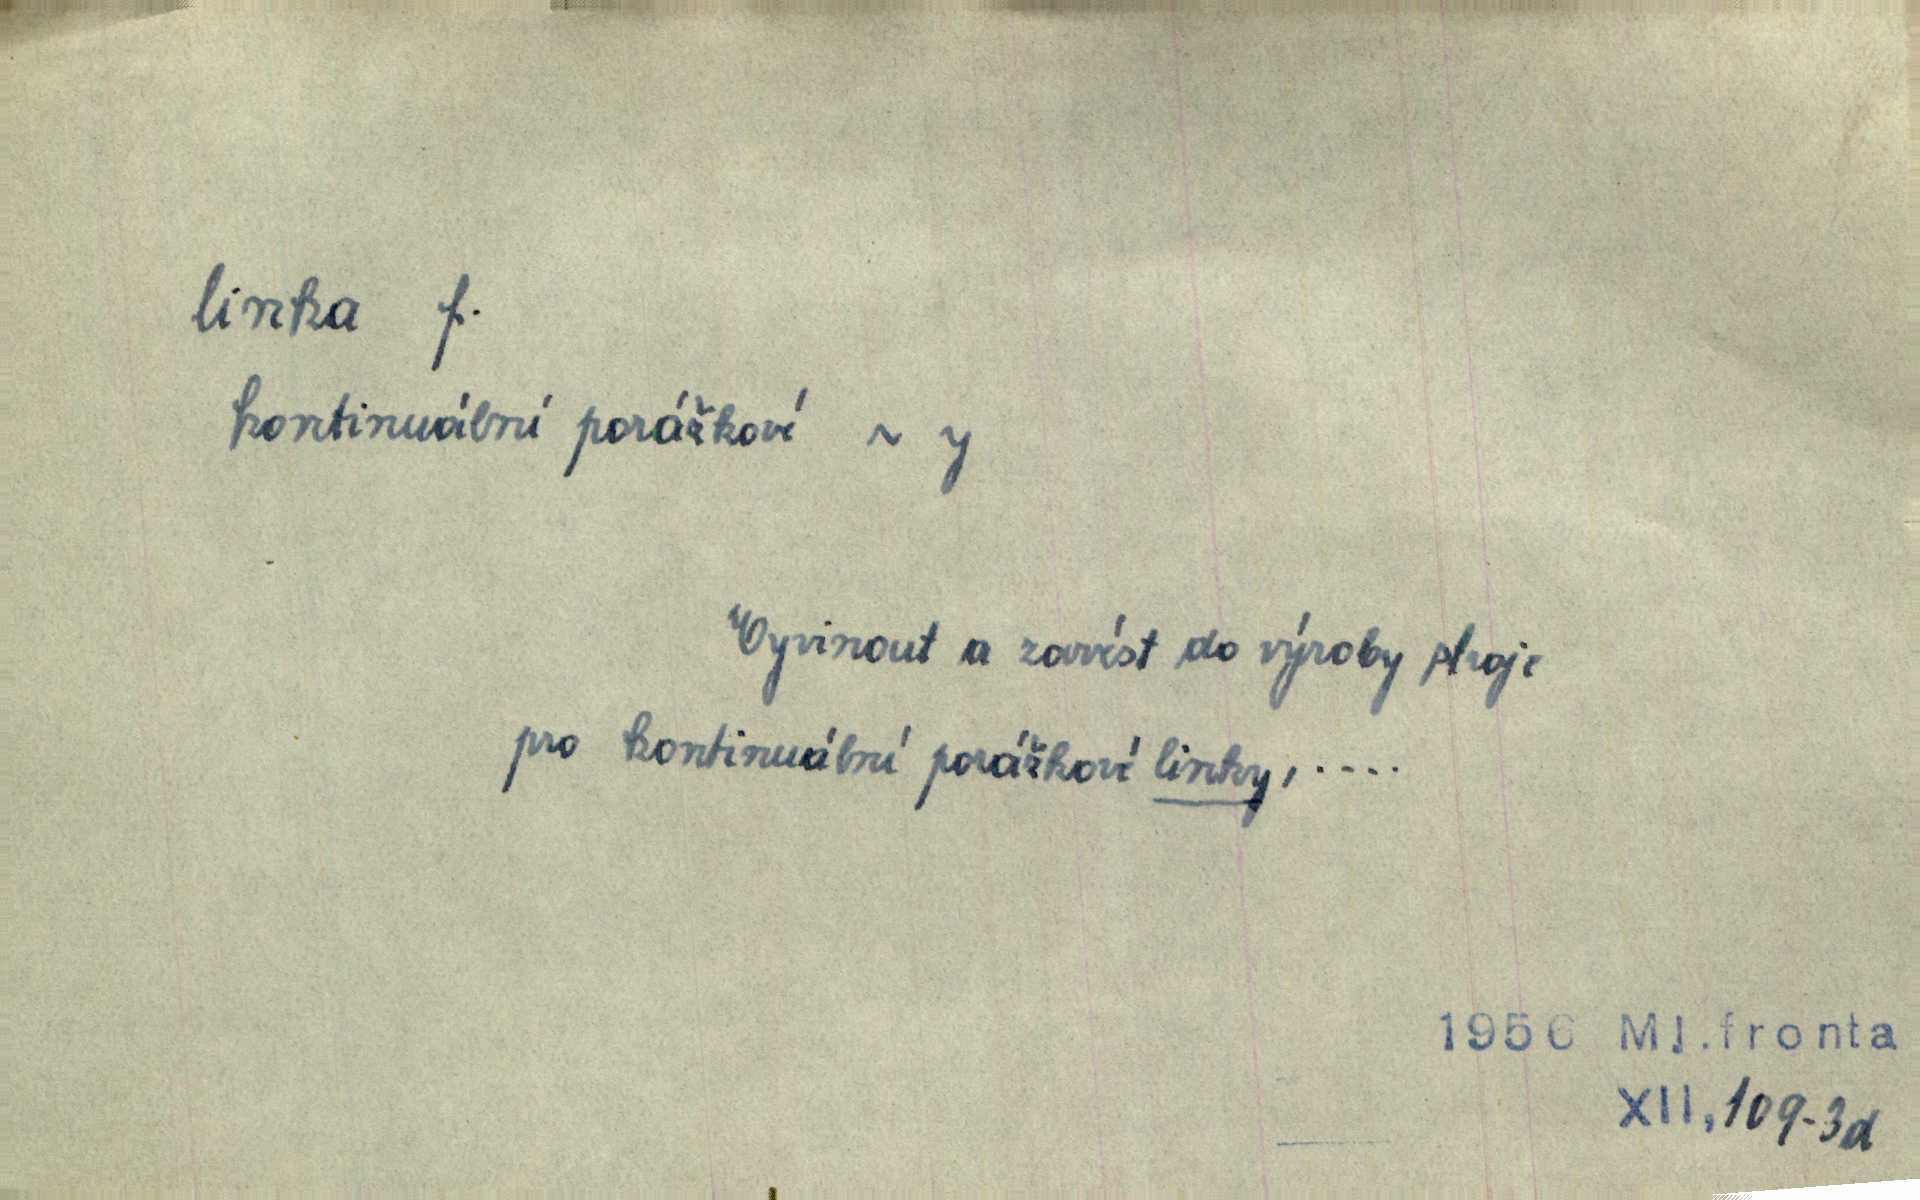 linka f.
kontinuální porážkové ~ y
Vyvinout a zavést do výroby stroje
pro kontinuální porážkové linky, ....
1956 Ml.fronta
XII, 109-3d